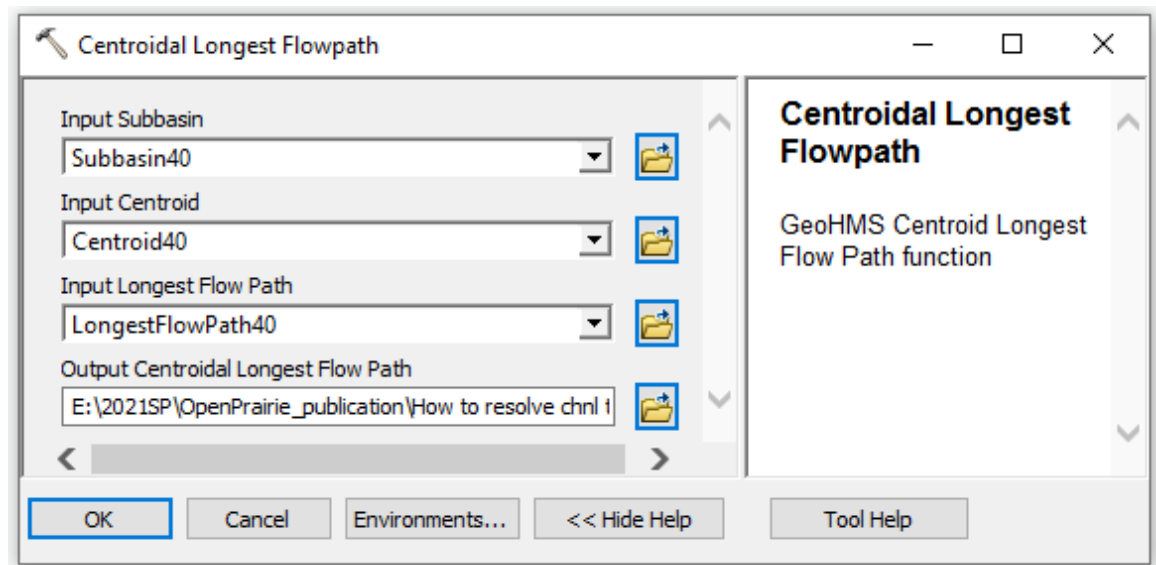 Centroidal Longest Flowpath
Input Subbasin
Subbasin40
Input Centroid
Centroid40
Input Longest Flow Path
LongestFlowPath40
Output Centroidal Longest Flow Path
E:\2021SP\OpenPrairie_publication\How to resolve chnl
OK
Cancel
Environments...
<< Hide Help
Centroidal Longest
Flowpath
GeoHMS Centroid Longest
Flow Path function
Tool Help